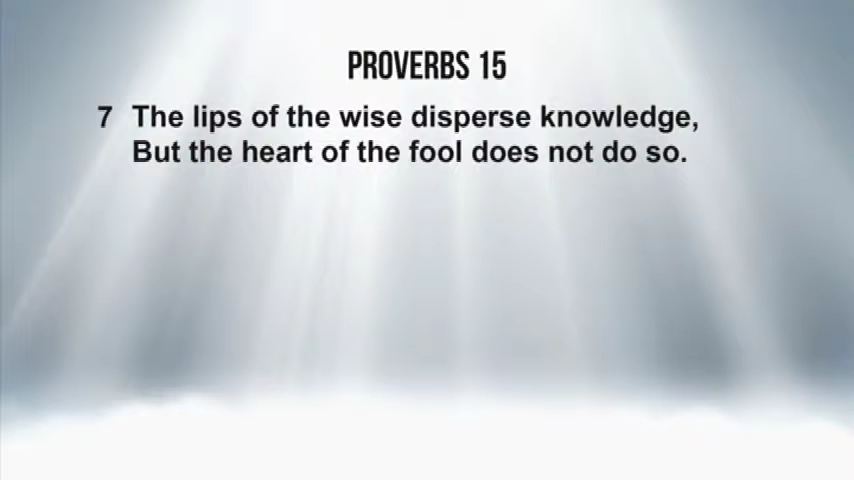 PROVERBS 15
7 The lips of the wise disperse knowledge,
But the heart of the fool does not do so.